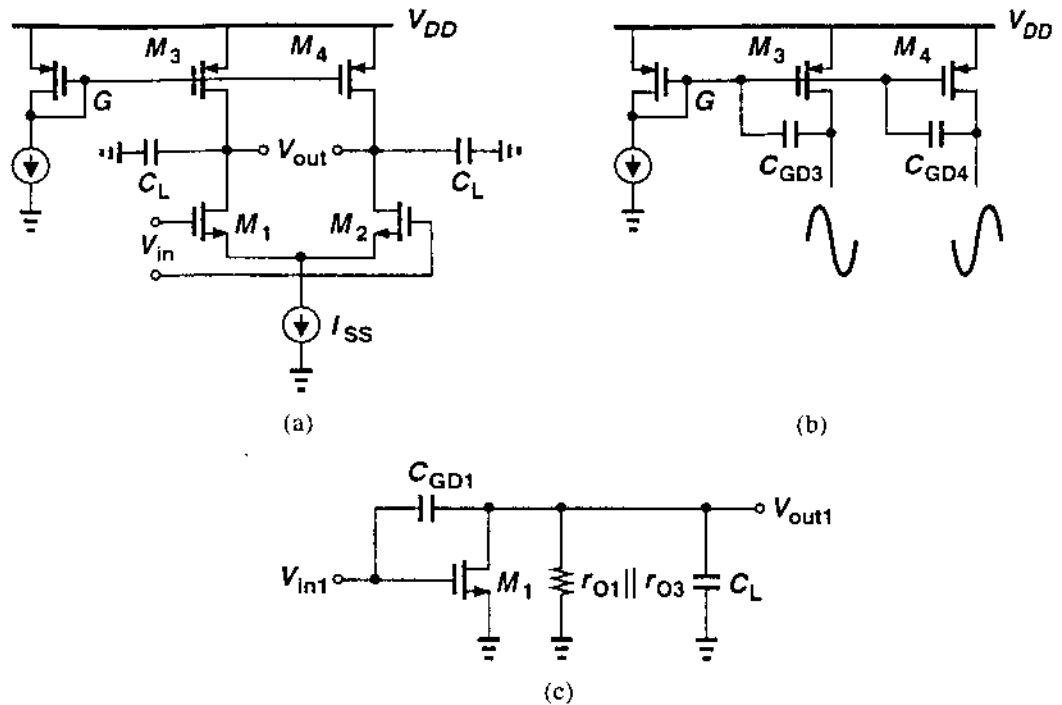 V_DD
M_3
M_4
G
V_out
C_L
C_L
V_in
M_1
M_2
I_SS
(a)
V_DD
M_3
M_4
G
C_GD3
C_GD4
(b)
C_GD1
V_in1
M_1
r_O1 || r_O3
C_L
V_out1
(c)